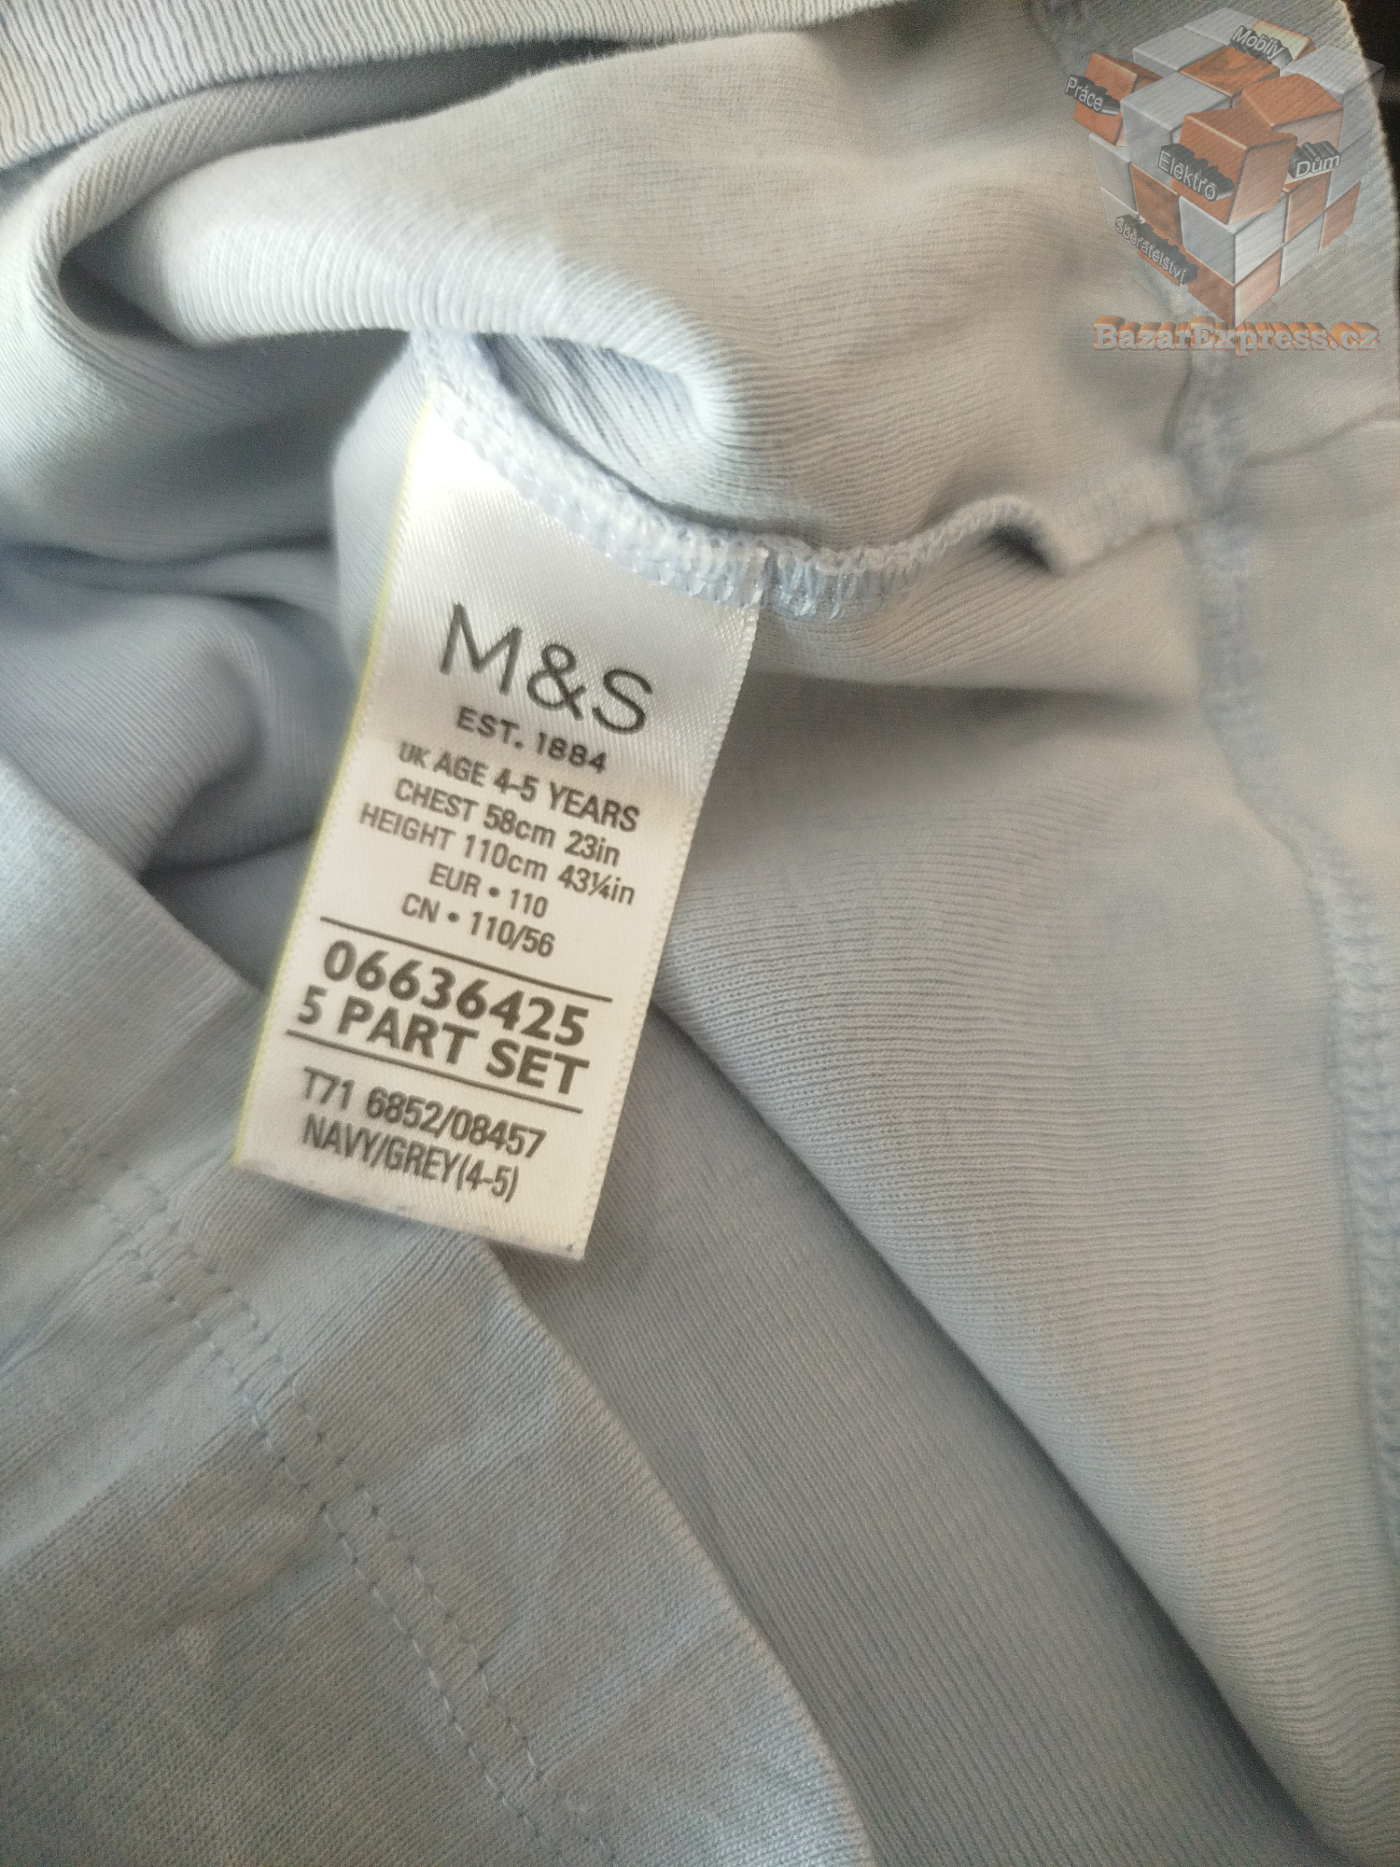 Mobily
Práce
Elektro
Dům
Sběratelství
BazarExpress.cz
M&S
EST. 1884
UK AGE 4-5 YEARS
CHEST 58cm 23in
HEIGHT 110cm 43¼in
EUR • 110
CN • 110/56
06636425
5 PART SET
T71 6852/08457
NAVY/GREY(4-5)